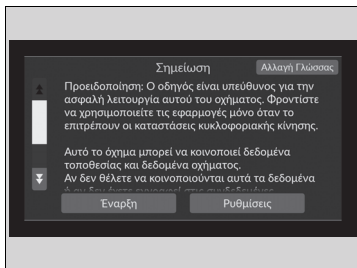 Σημείωση
Αλλαγή Γλώσσας
Προειδοποίηση: Ο οδηγός είναι υπεύθυνος για την
ασφαλή λειτουργία αυτού του οχήματος. Φροντίστε
να χρησιμοποιείτε τις εφαρμογές μόνο όταν το
επιτρέπουν οι καταστάσεις κυκλοφοριακής κίνησης.
Αυτό το όχημα μπορεί να κοινοποιεί δεδομένα
τοποθεσίας και δεδομένα οχήματος.
Αν δεν θέλετε να κοινοποιούνται αυτά τα δεδομένα
Έναρξη
Ρυθμίσεις